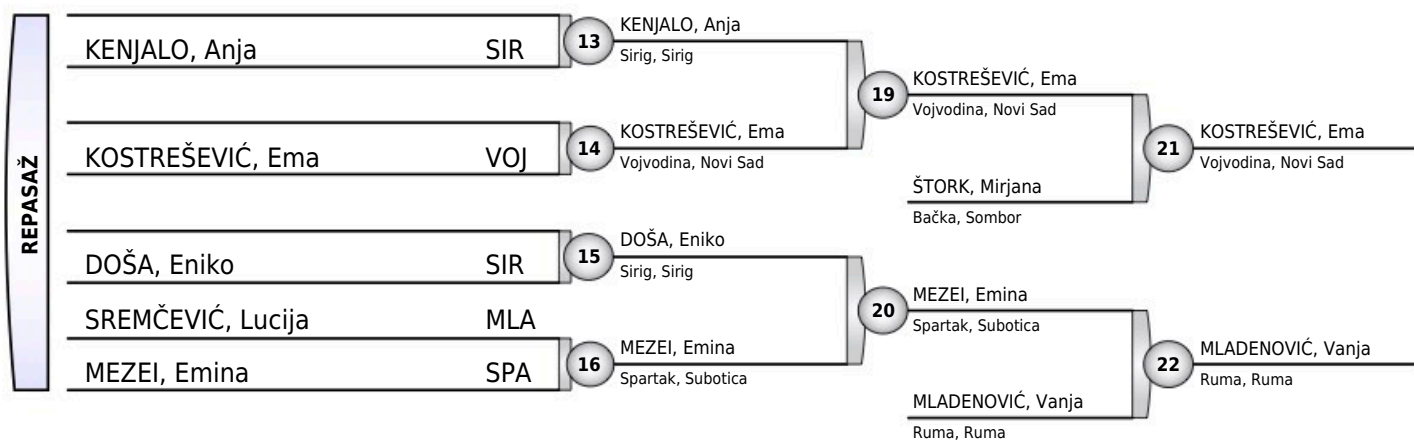 REPASAŽ
KENJALO, Anja SIR
13
KENJALO, Anja
Sirig, Sirig
KOSTREŠEVIĆ, Ema VOJ
14
KOSTREŠEVIĆ, Ema
Vojvodina, Novi Sad
19
KOSTREŠEVIĆ, Ema
Vojvodina, Novi Sad
ŠTORK, Mirjana
Bačka, Sombor
21
KOSTREŠEVIĆ, Ema
Vojvodina, Novi Sad
DOŠA, Eniko SIR
15
DOŠA, Eniko
Sirig, Sirig
SREMČEVIĆ, Lucija MLA
MEZEI, Emina SPA
16
MEZEI, Emina
Spartak, Subotica
20
MEZEI, Emina
Spartak, Subotica
MLADENOVIĆ, Vanja
Ruma, Ruma
22
MLADENOVIĆ, Vanja
Ruma, Ruma